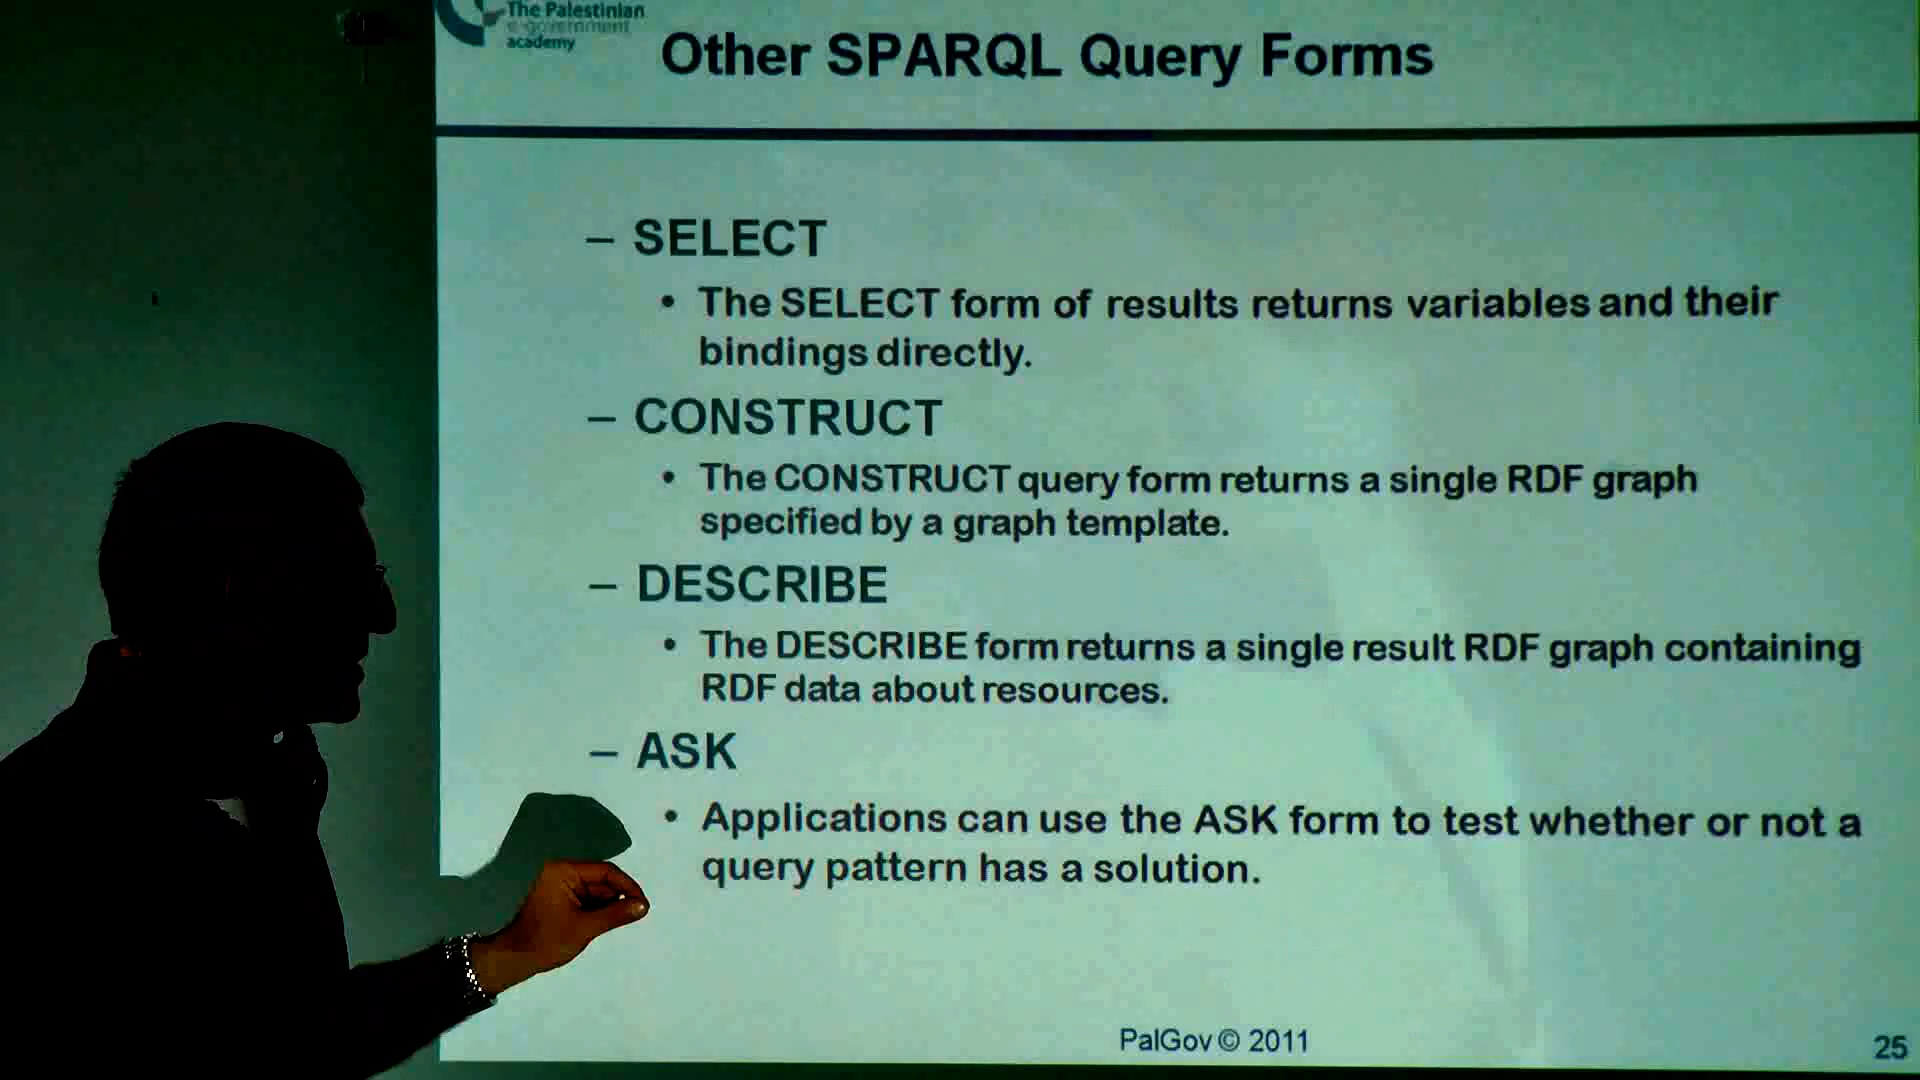 The Palestinian
e-government
academy
Other SPARQL Query Forms
– SELECT
• The SELECT form of results returns variables and their
bindings directly.
– CONSTRUCT
• The CONSTRUCT query form returns a single RDF graph
specified by a graph template.
– DESCRIBE
• The DESCRIBE form returns a single result RDF graph containing
RDF data about resources.
– ASK
• Applications can use the ASK form to test whether or not a
query pattern has a solution.
PalGov © 2011
25